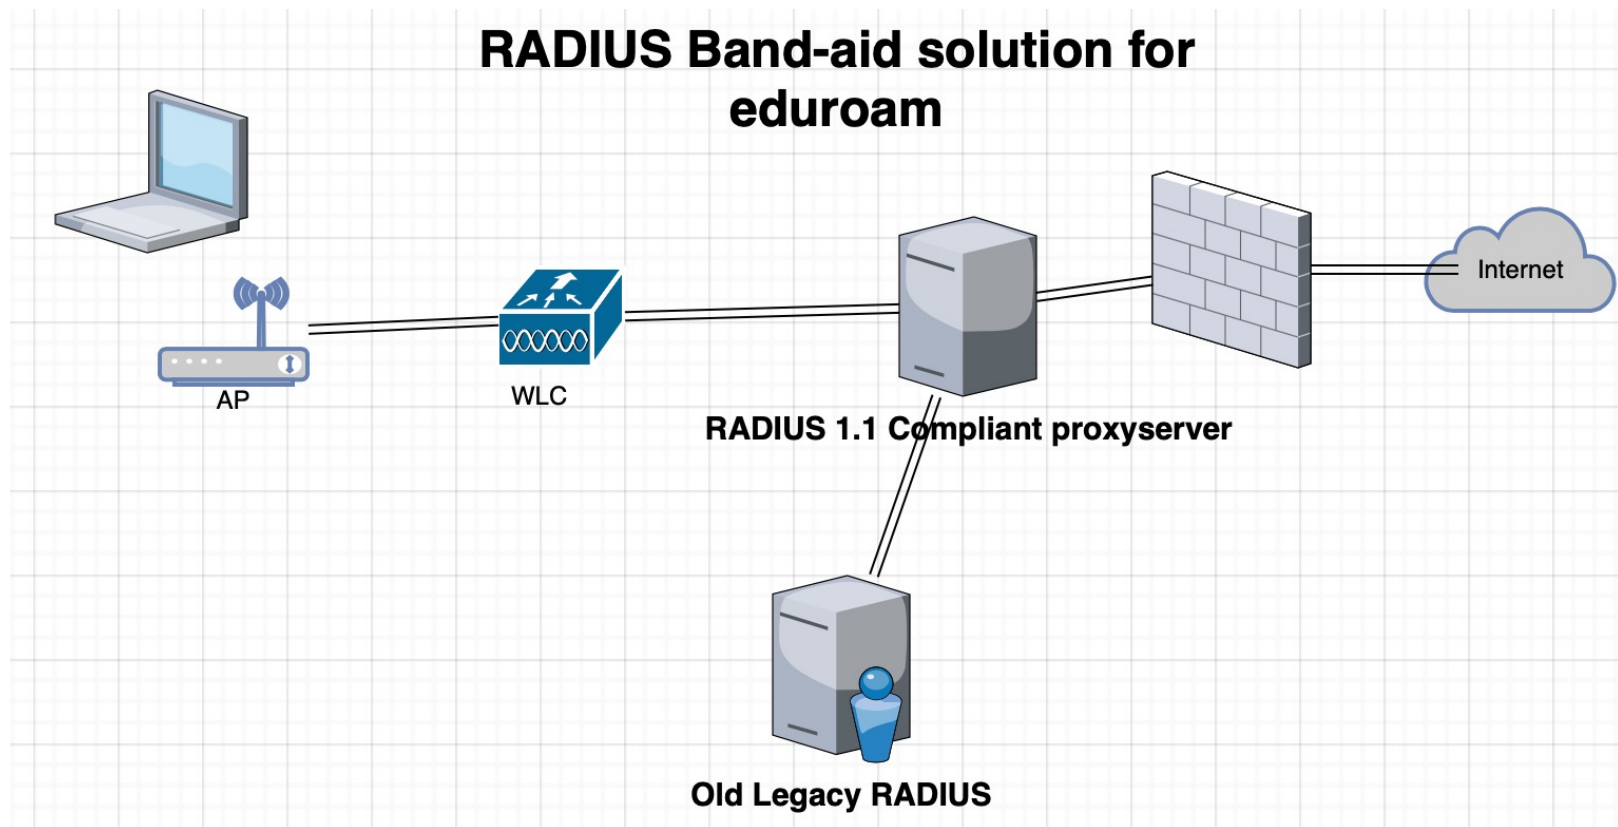 RADIUS Band-aid solution for
eduroam
Internet
AP
WLC
RADIUS 1.1 Compliant proxyserver
Old Legacy RADIUS